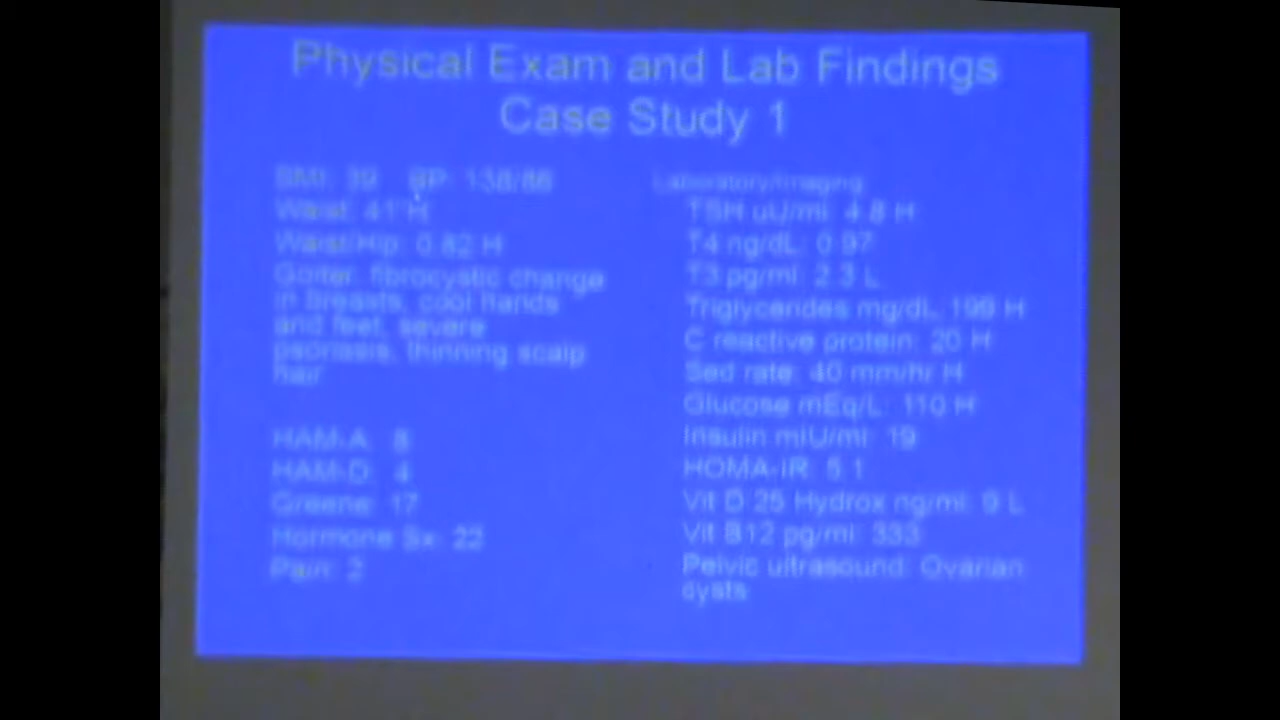 Physical Exam and Lab Findings
Case Study 1
BMI: 39 BP: 138/86
Waist: 41" H
Waist/Hip: 0.82 H
Goiter, fibrocystic change
in breasts, cool hands
and feet, severe
psoriasis, thinning scalp
hair
HAM-A: 8
HAM-D: 4
Greene: 17
Hormone Sx: 22
Pain: 2
Laboratory/Imaging
TSH uU/ml: 4.8 H
T4 ng/dL: 0.97
T3 pg/ml: 2.3 L
Triglycerides mg/dL: 199 H
C reactive protein: 20 H
Sed rate: 40 mm/hr H
Glucose mEq/L: 110 H
Insulin mIU/ml: 19
HOMA-IR: 5.1
Vit D 25 Hydrox ng/ml: 9 L
Vit B12 pg/ml: 333
Pelvic ultrasound: Ovarian
cysts